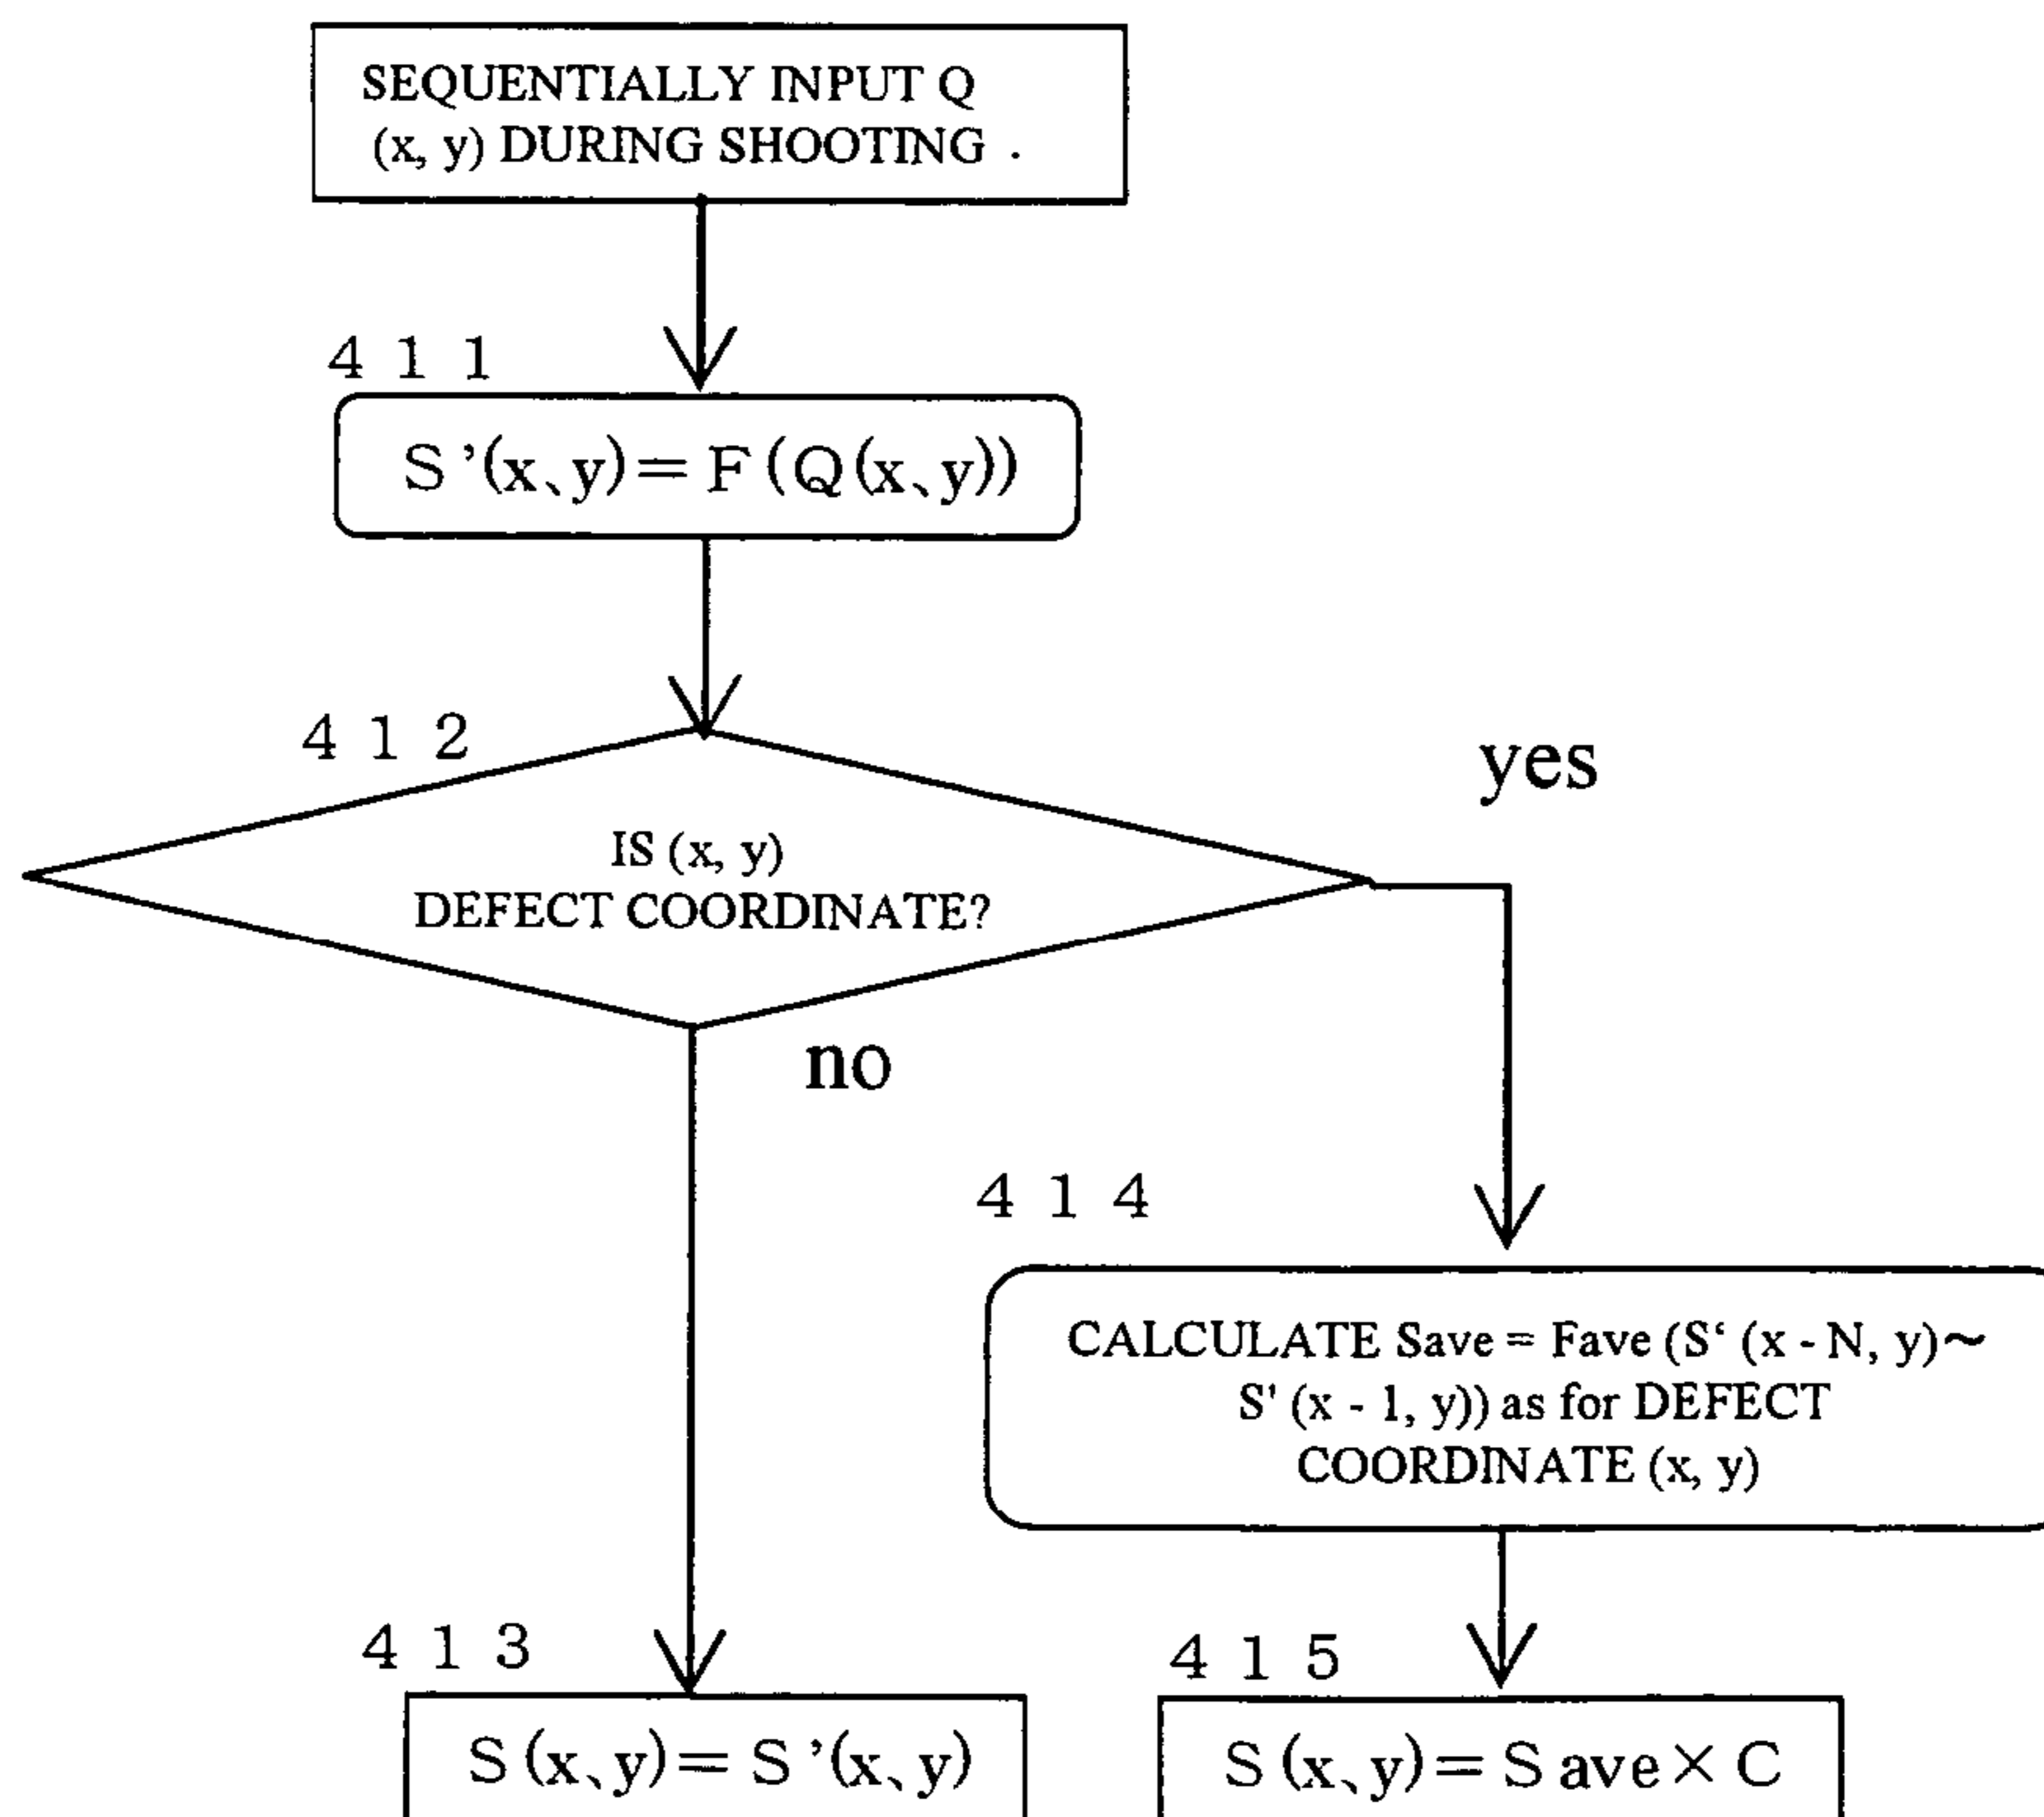 SEQUENTIALLY INPUT Q
(x, y) DURING SHOOTING .
4 1 1
S ’(x、y)= F(Q(x、y))
4 1 2
yes
IS (x, y)
DEFECT COORDINATE?
no
4 1 4
CALCULATE Save = Fave (S‘ (x - N, y)~
S' (x - 1, y)) as for DEFECT
COORDINATE (x, y)
4 1 3
4 1 5
S (x、y)= S ’(x、y)
S (x、y)= S ave× C